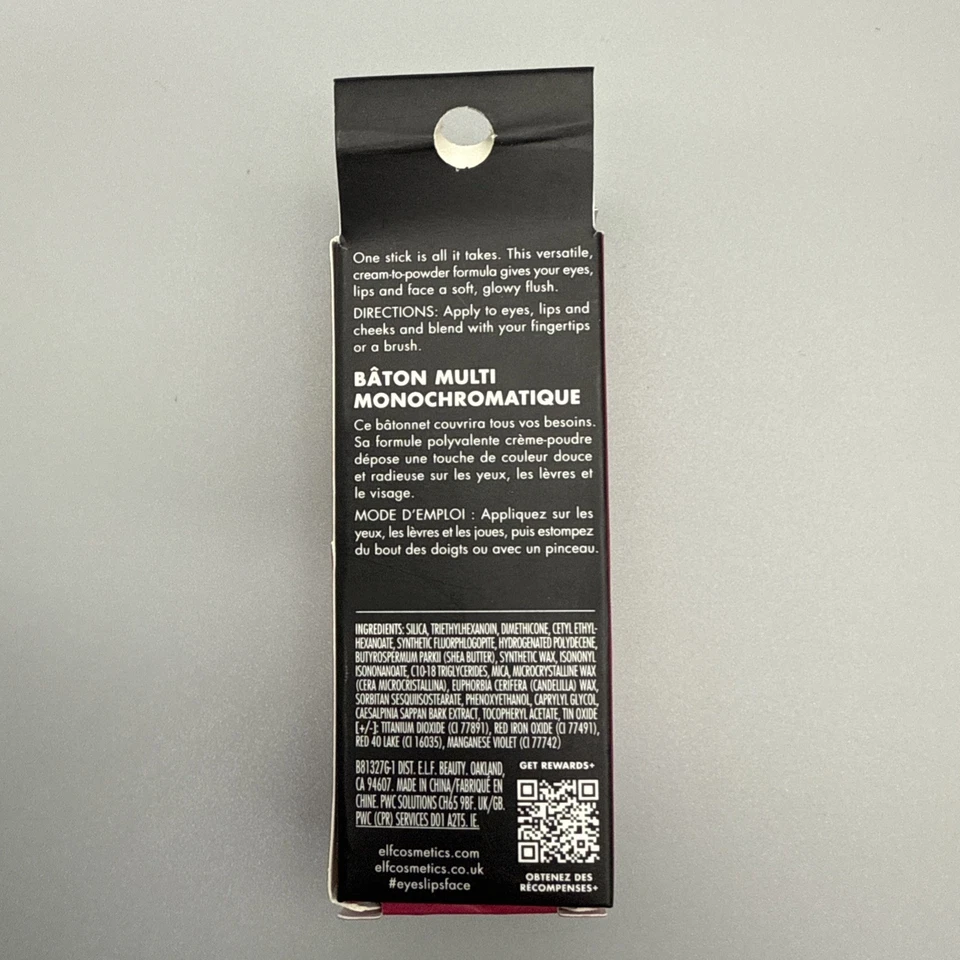 One stick is all it takes. This versatile,
cream-to-powder formula gives your eyes,
lips and face a soft, glowy flush.
DIRECTIONS: Apply to eyes, lips and
cheeks and blend with your fingertips
or a brush.
BÂTON MULTI
MONOCHROMATIQUE
Ce bâtonnet couvrira tous vos besoins.
Sa formule polyvalente crème-poudre
dépose une touche de couleur douce
et radieuse sur les yeux, les lèvres et
le visage.
MODE D'EMPLOI : Appliquez sur les
yeux, les lèvres et les joues, puis estompez
du bout des doigts ou avec un pinceau.
INGREDIENTS: SILICA, TRIETHYLHEXANOIN, DIMETHICONE, CETYL ETHYL-
HEXANOATE, SYNTHETIC FLUORPHLOGOPITE, HYDROGENATED POLYDECENE,
BUTYROSPERMUM PARKII (SHEA BUTTER), SYNTHETIC WAX, ISONONYL
ISONONANOATE, C10-18 TRIGLYCERIDES, MICA, MICROCRYSTALLINE WAX
(CERA MICROCRISTALLINA), EUPHORBIA CERIFERA (CANDELILLA) WAX,
SORBITAN SESQUIISOSTEARATE, PHENOXYETHANOL, CAPRYLYL GLYCOL,
CAESALPINIA SAPPAN BARK EXTRACT, TOCOPHERYL ACETATE, TIN OXIDE
[+/-]: TITANIUM DIOXIDE (CI 77891), RED IRON OXIDE (CI 77491),
RED 40 LAKE (CI 16035), MANGANESE VIOLET (CI 77742)
B81327G-1 DIST. E.L.F. BEAUTY. OAKLAND,
CA 94607. MADE IN CHINA/FABRIQUÉ EN
CHINE. PWC SOLUTIONS CH65 9BF. UK/GB.
PWC (CPR) SERVICES D01 A2T5. IE.
elfcosmetics.com
elfcosmetics.co.uk
#eyeslipsface
GET REWARDS+
OBTENEZ DES
RÉCOMPENSES+